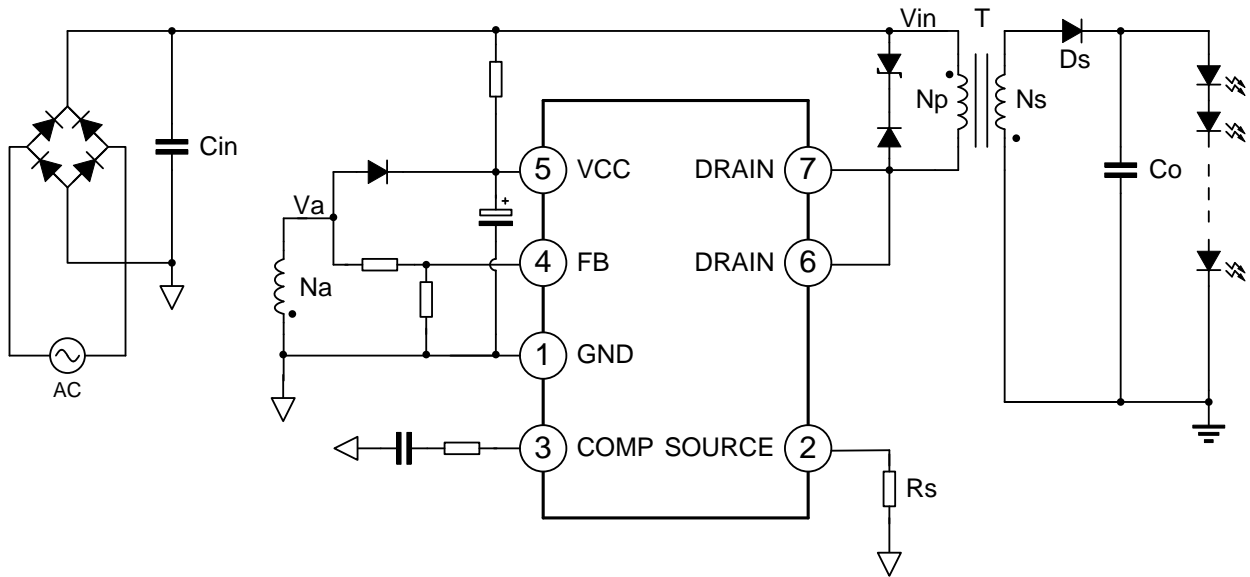 Vin
T
Ds
Np
Ns
Cin
5
VCC
DRAIN
7
Co
Va
+
4
FB
DRAIN
6
Na
1
GND
AC
3
COMP
SOURCE
2
Rs